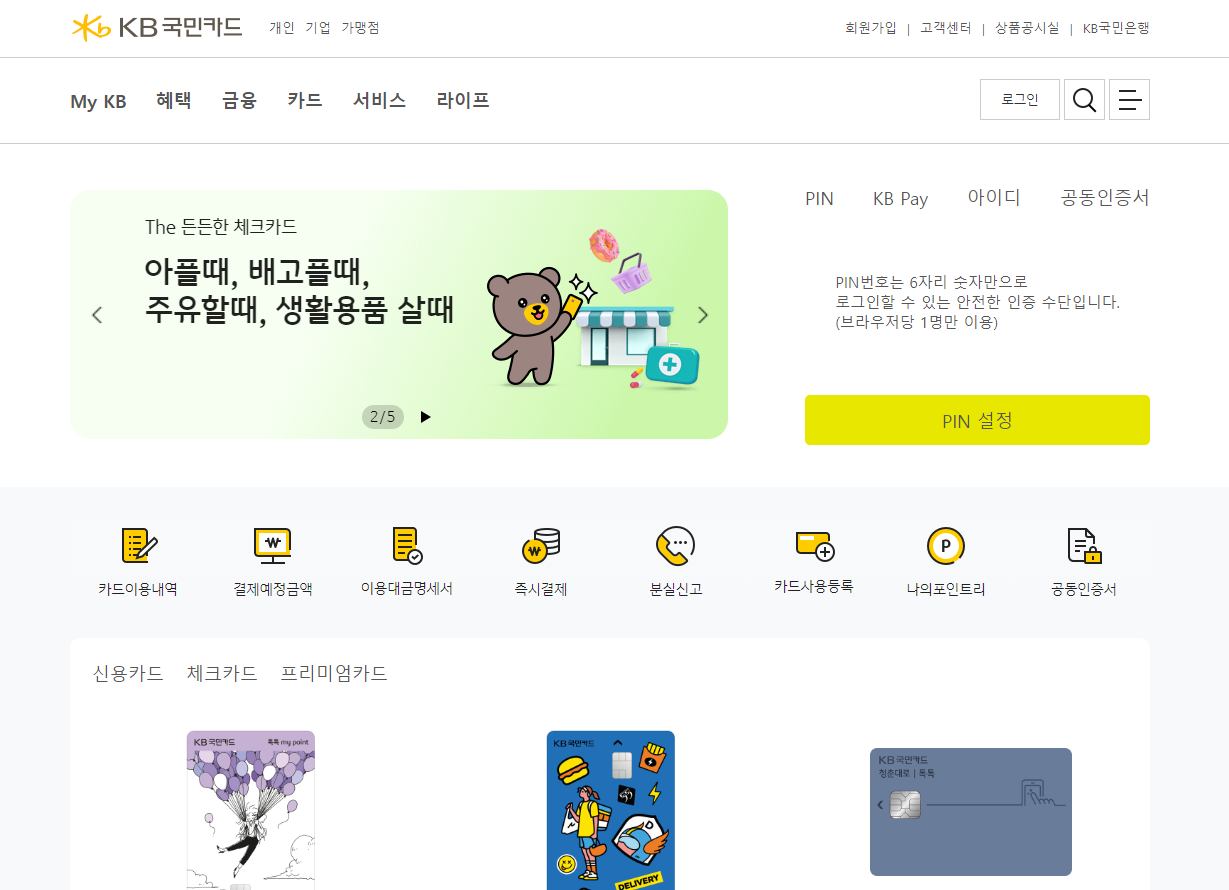 KB국민카드 개인 기업 가맹점
회원가입 | 고객센터 | 상품공시실 | KB국민은행
My KB 혜택 금융 카드 서비스 라이프
로그인
The 든든한 체크카드
아플때, 배고플때,
주유할때, 생활용품 살때
2/5
PIN KB Pay 아이디 공동인증서
PIN번호는 6자리 숫자만으로
로그인할 수 있는 안전한 인증 수단입니다.
(브라우저당 1명만 이용)
PIN 설정
카드이용내역 결제예정금액 이용대금명세서 즉시결제 분실신고 카드사용등록 나의포인트리 공동인증서
신용카드 체크카드 프리미엄카드
KB국민카드 톡톡 my point
KB국민카드
DELIVERY
KB국민카드
청춘대로 | 톡톡